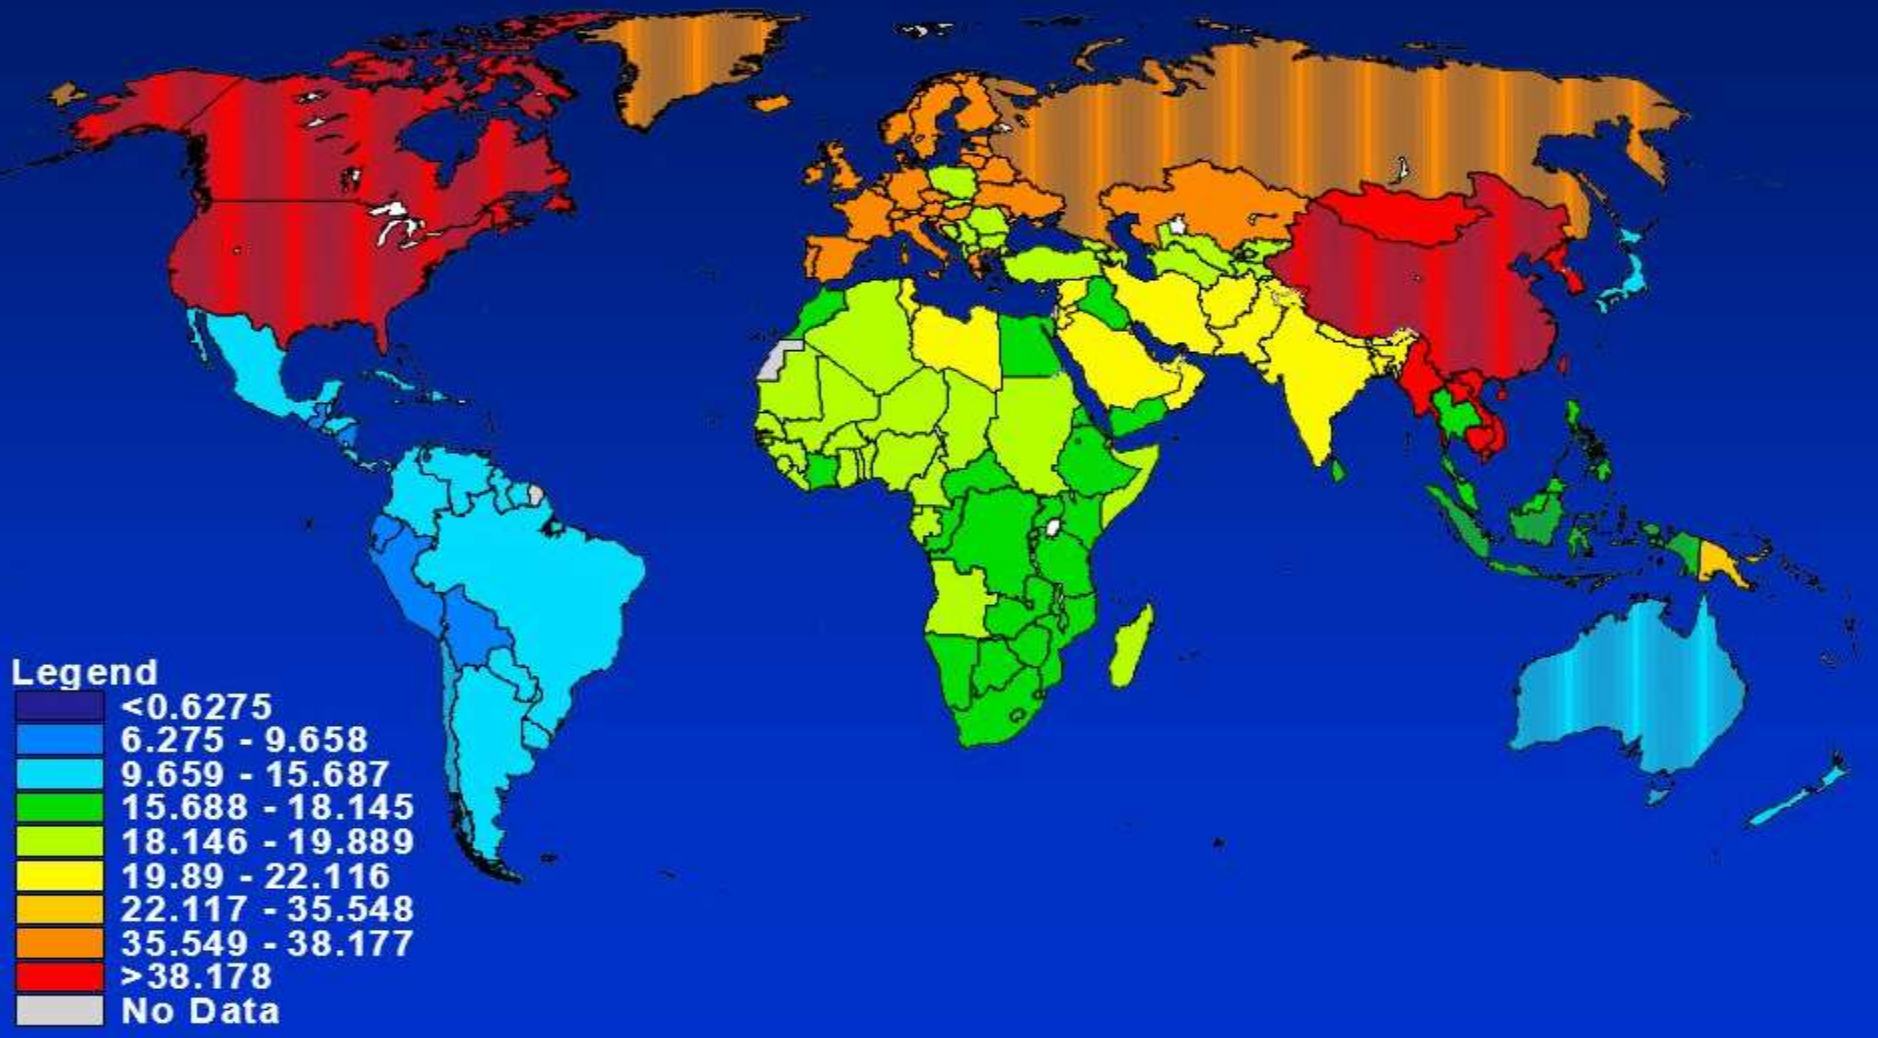 Legend
<0.6275
6.275 - 9.658
9.659 - 15.687
15.688 - 18.145
18.146 - 19.889
19.89 - 22.116
22.117 - 35.548
35.549 - 38.177
>38.178
No Data